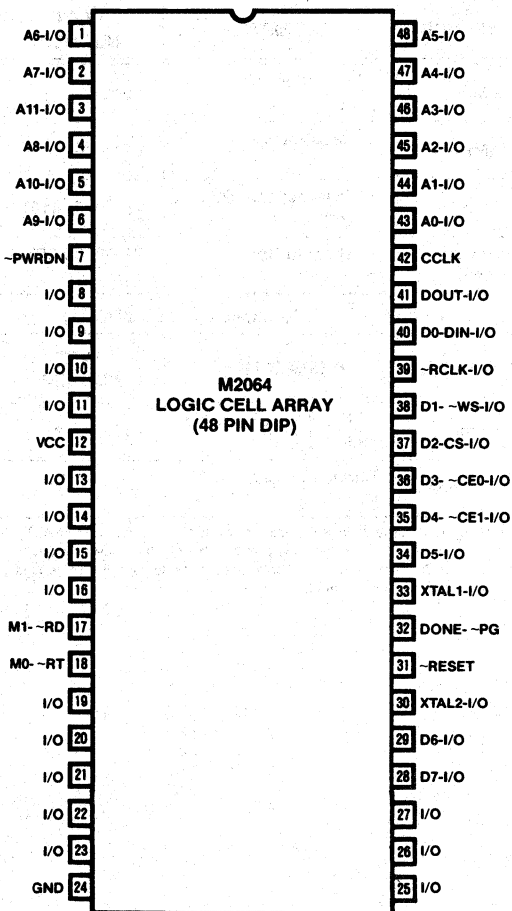 A6-I/O 1 48 A5-I/O
A7-I/O 2 47 A4-I/O
A11-I/O 3 46 A3-I/O
A8-I/O 4 45 A2-I/O
A10-I/O 5 44 A1-I/O
A9-I/O 6 43 A0-I/O
~PWRDN 7 42 CCLK
I/O 8 41 DOUT-I/O
I/O 9 40 D0-DIN-I/O
I/O 10 39 ~RCLK-I/O
M2064
I/O 11 38 D1- ~WS-I/O
LOGIC CELL ARRAY
(48 PIN DIP)
VCC 12 37 D2-CS-I/O
I/O 13 36 D3- ~CE0-I/O
I/O 14 35 D4- ~CE1-I/O
I/O 15 34 D5-I/O
I/O 16 33 XTAL1-I/O
M1- ~RD 17 32 DONE- ~PG
M0- ~RT 18 31 ~RESET
I/O 19 30 XTAL2-I/O
I/O 20 29 D6-I/O
I/O 21 28 D7-I/O
I/O 22 27 I/O
I/O 23 26 I/O
GND 24 25 I/O